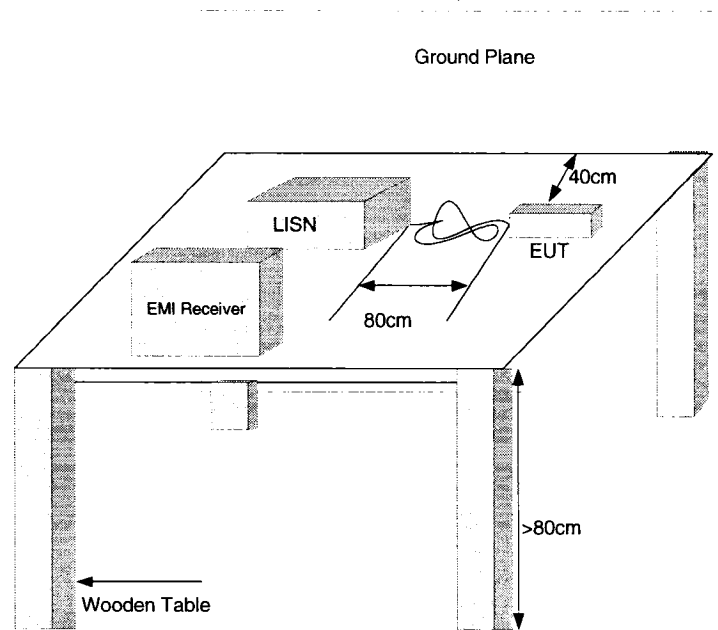 Ground Plane
40cm
LISN
EUT
EMI Receiver
80cm
>80cm
Wooden Table